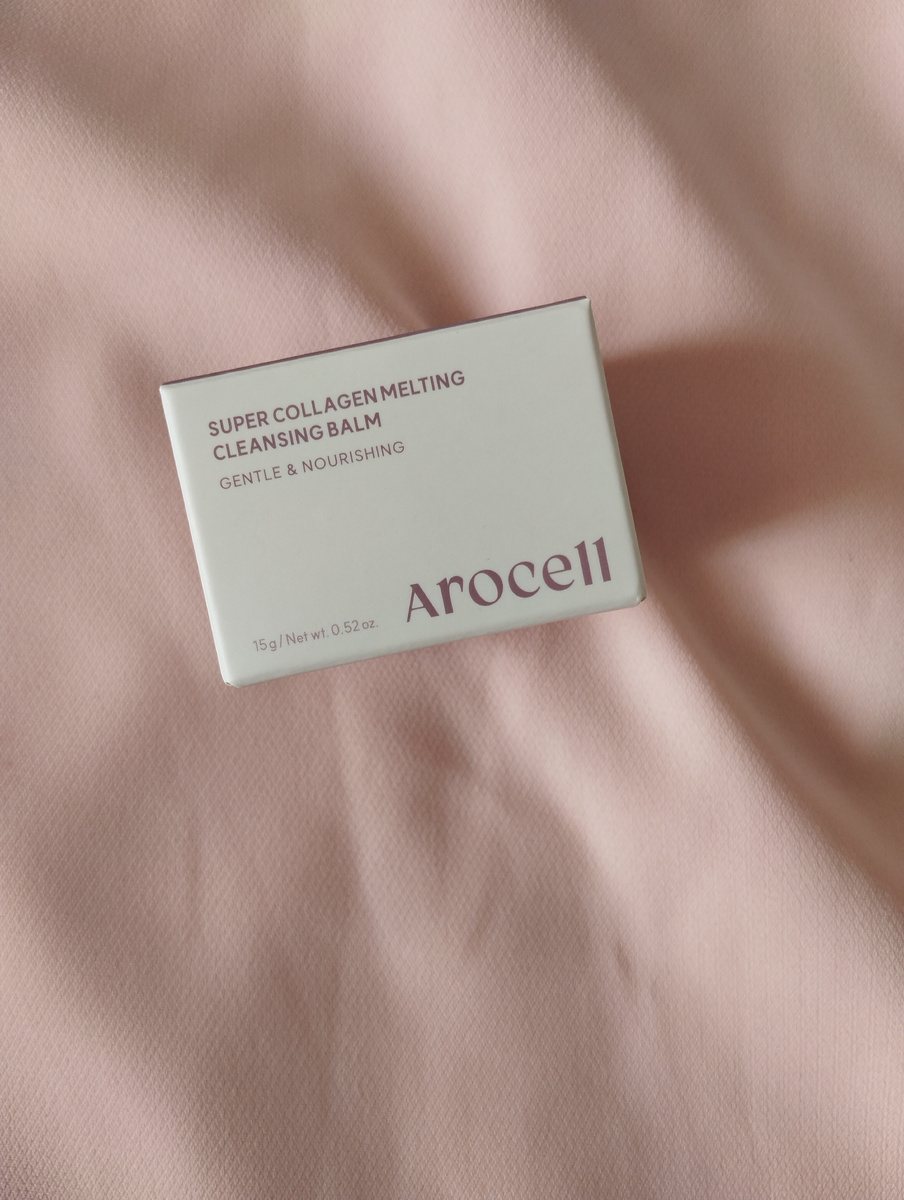 SUPER COLLAGEN MELTING
CLEANSING BALM
GENTLE & NOURISHING
Arocell
15g / Net wt. 0.52 oz.